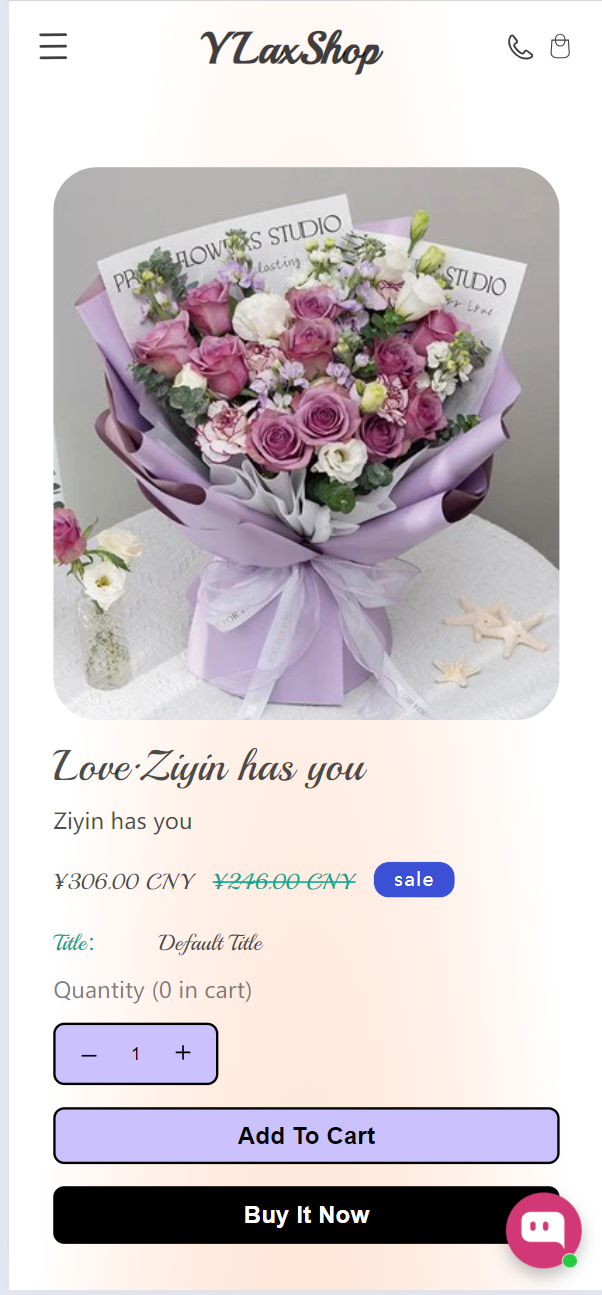 YLaxShop
FLOWERS STUDIO
lasting
STUDIO
Love·Ziyin has you
Ziyin has you
¥306.00 CNY ¥246.00 CNY sale
Title: Default Title
Quantity (0 in cart)
− 1 +
Add To Cart
Buy It Now